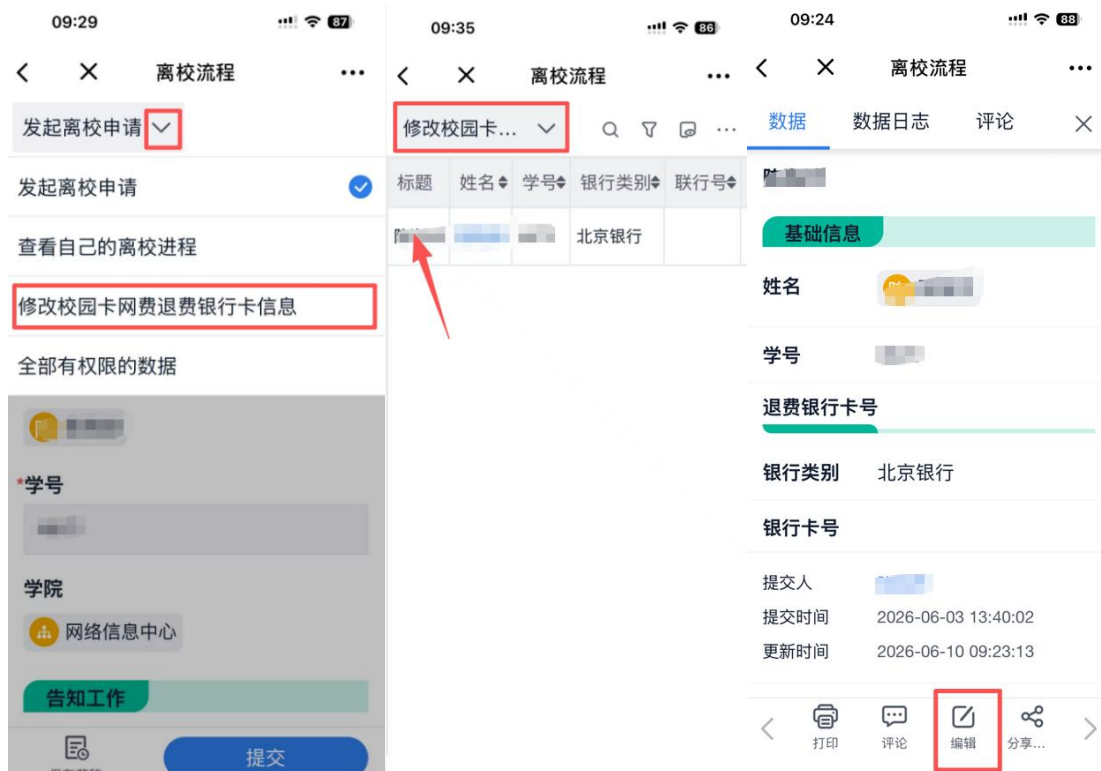 09:29
87
离校流程
发起离校申请
发起离校申请
查看自己的离校进程
修改校园卡网费退费银行卡信息
全部有权限的数据
*学号
学院
网络信息中心
告知工作
提交
09:35
86
离校流程
修改校园卡...
标题 姓名 学号 银行类别 联行号
北京银行
09:24
88
离校流程
数据 数据日志 评论
基础信息
姓名
学号
退费银行卡号
银行类别 北京银行
银行卡号
提交人
提交时间 2026-06-03 13:40:02
更新时间 2026-06-10 09:23:13
打印 评论 编辑 分享...